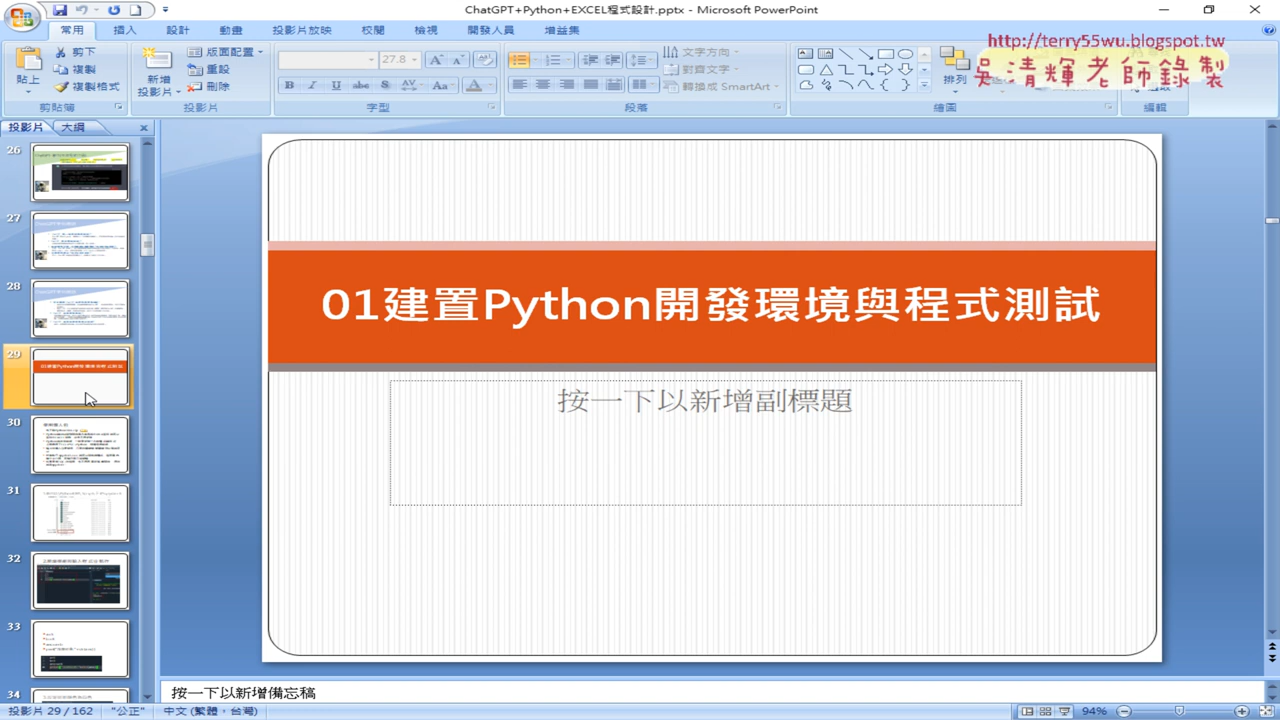 ChatGPT+Python+EXCEL程式設計.pptx - Microsoft PowerPoint
常用 插入 設計 動畫 投影片放映 校閱 檢視 開發人員 增益集
http://terry55wu.blogspot.tw
吳清輝老師錄製
貼上 剪下 複製 複製格式 新增投影片 版面配置 重設 刪除 27.8 文字方向 對齊文字 轉換成 SmartArt 排列
剪貼簿 投影片 字型 段落 繪圖 編輯
投影片 大綱
26
27
28
29
30
31
32
33
34
建置 ython開發環境與程式測試
按一下以新增副標題
按一下以新增備忘稿
投影片 29 / 162 "公正" 中文 (繁體，台灣) 94%